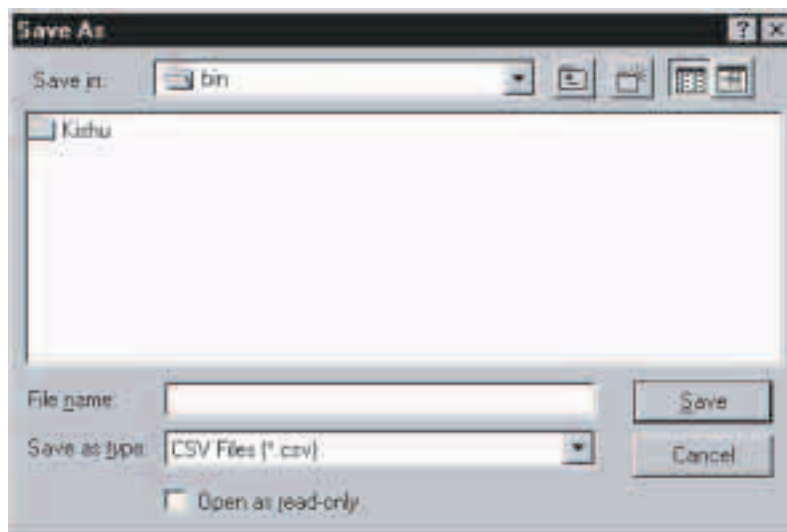 Save As
Save in: bin
Kishu
File name:
Save
Save as type: CSV Files (*.csv)
Cancel
Open as read-only